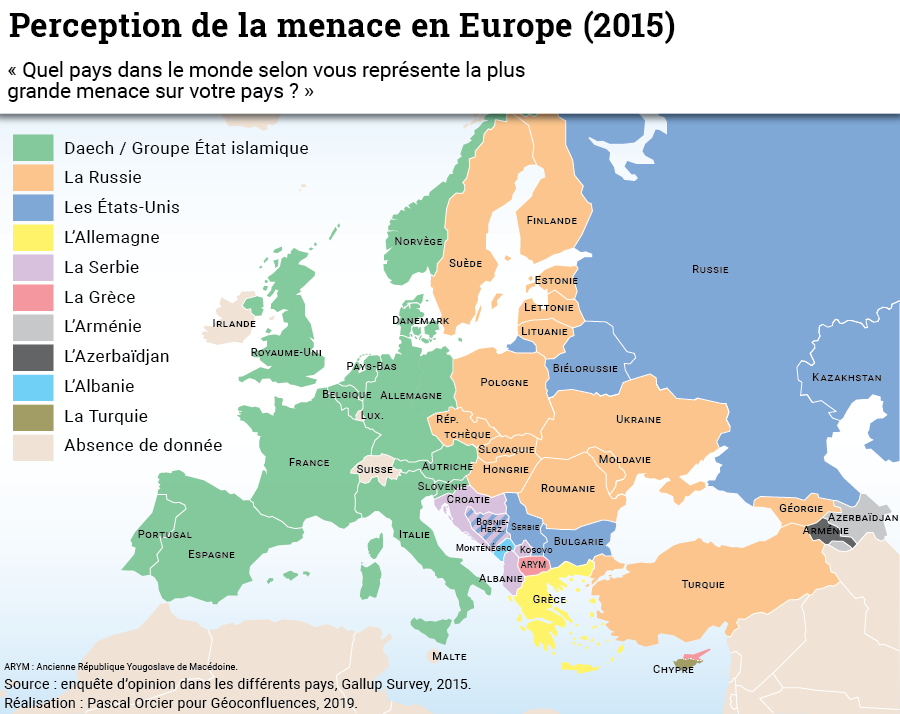 Perception de la menace en Europe (2015)
« Quel pays dans le monde selon vous représente la plus
grande menace sur votre pays ? »
Daech / Groupe État islamique
La Russie
Les États-Unis
L’Allemagne
La Serbie
La Grèce
L’Arménie
L’Azerbaïdjan
L’Albanie
La Turquie
Absence de donnée
Finlande
Norvège
Suède
Russie
Estonie
Lettonie
Danemark
Irlande
Lituanie
Royaume-Uni
Pays-Bas
Biélorussie
Kazakhstan
Pologne
Belgique
Allemagne
Lux.
Rép.
tchèque
Ukraine
Slovaquie
France
Suisse
Autriche
Hongrie
Moldavie
Slovénie
Roumanie
Croatie
Géorgie
Azerbaïdjan
Bosnie-
Herz.
Serbie
Arménie
Portugal
Espagne
Italie
Bulgarie
Monténégro
Kosovo
ARYM
Albanie
Turquie
Grèce
Malte
Chypre
ARYM : Ancienne République Yougoslave de Macédoine.
Source : enquête d’opinion dans les différents pays, Gallup Survey, 2015.
Réalisation : Pascal Orcier pour Géoconfluences, 2019.